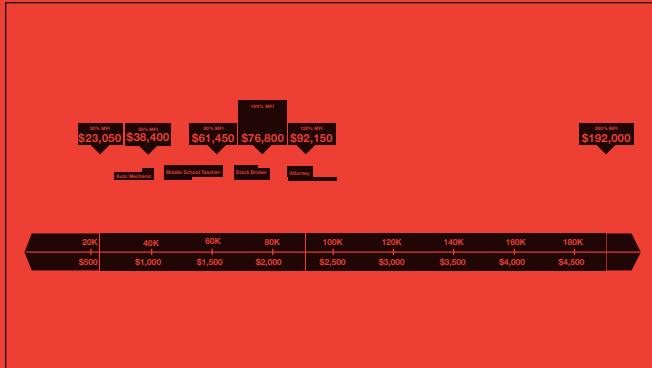 100% MFI
30% MFI
50% MFI
80% MFI
120% MFI
250% MFI
$23,050
$38,400
$61,450
$76,800
$92,150
$192,000
Auto Mechanic
Middle School Teacher
Stock Broker
Attorney
20K
40K
60K
80K
100K
120K
140K
160K
180K
$500
$1,000
$1,500
$2,000
$2,500
$3,000
$3,500
$4,000
$4,500